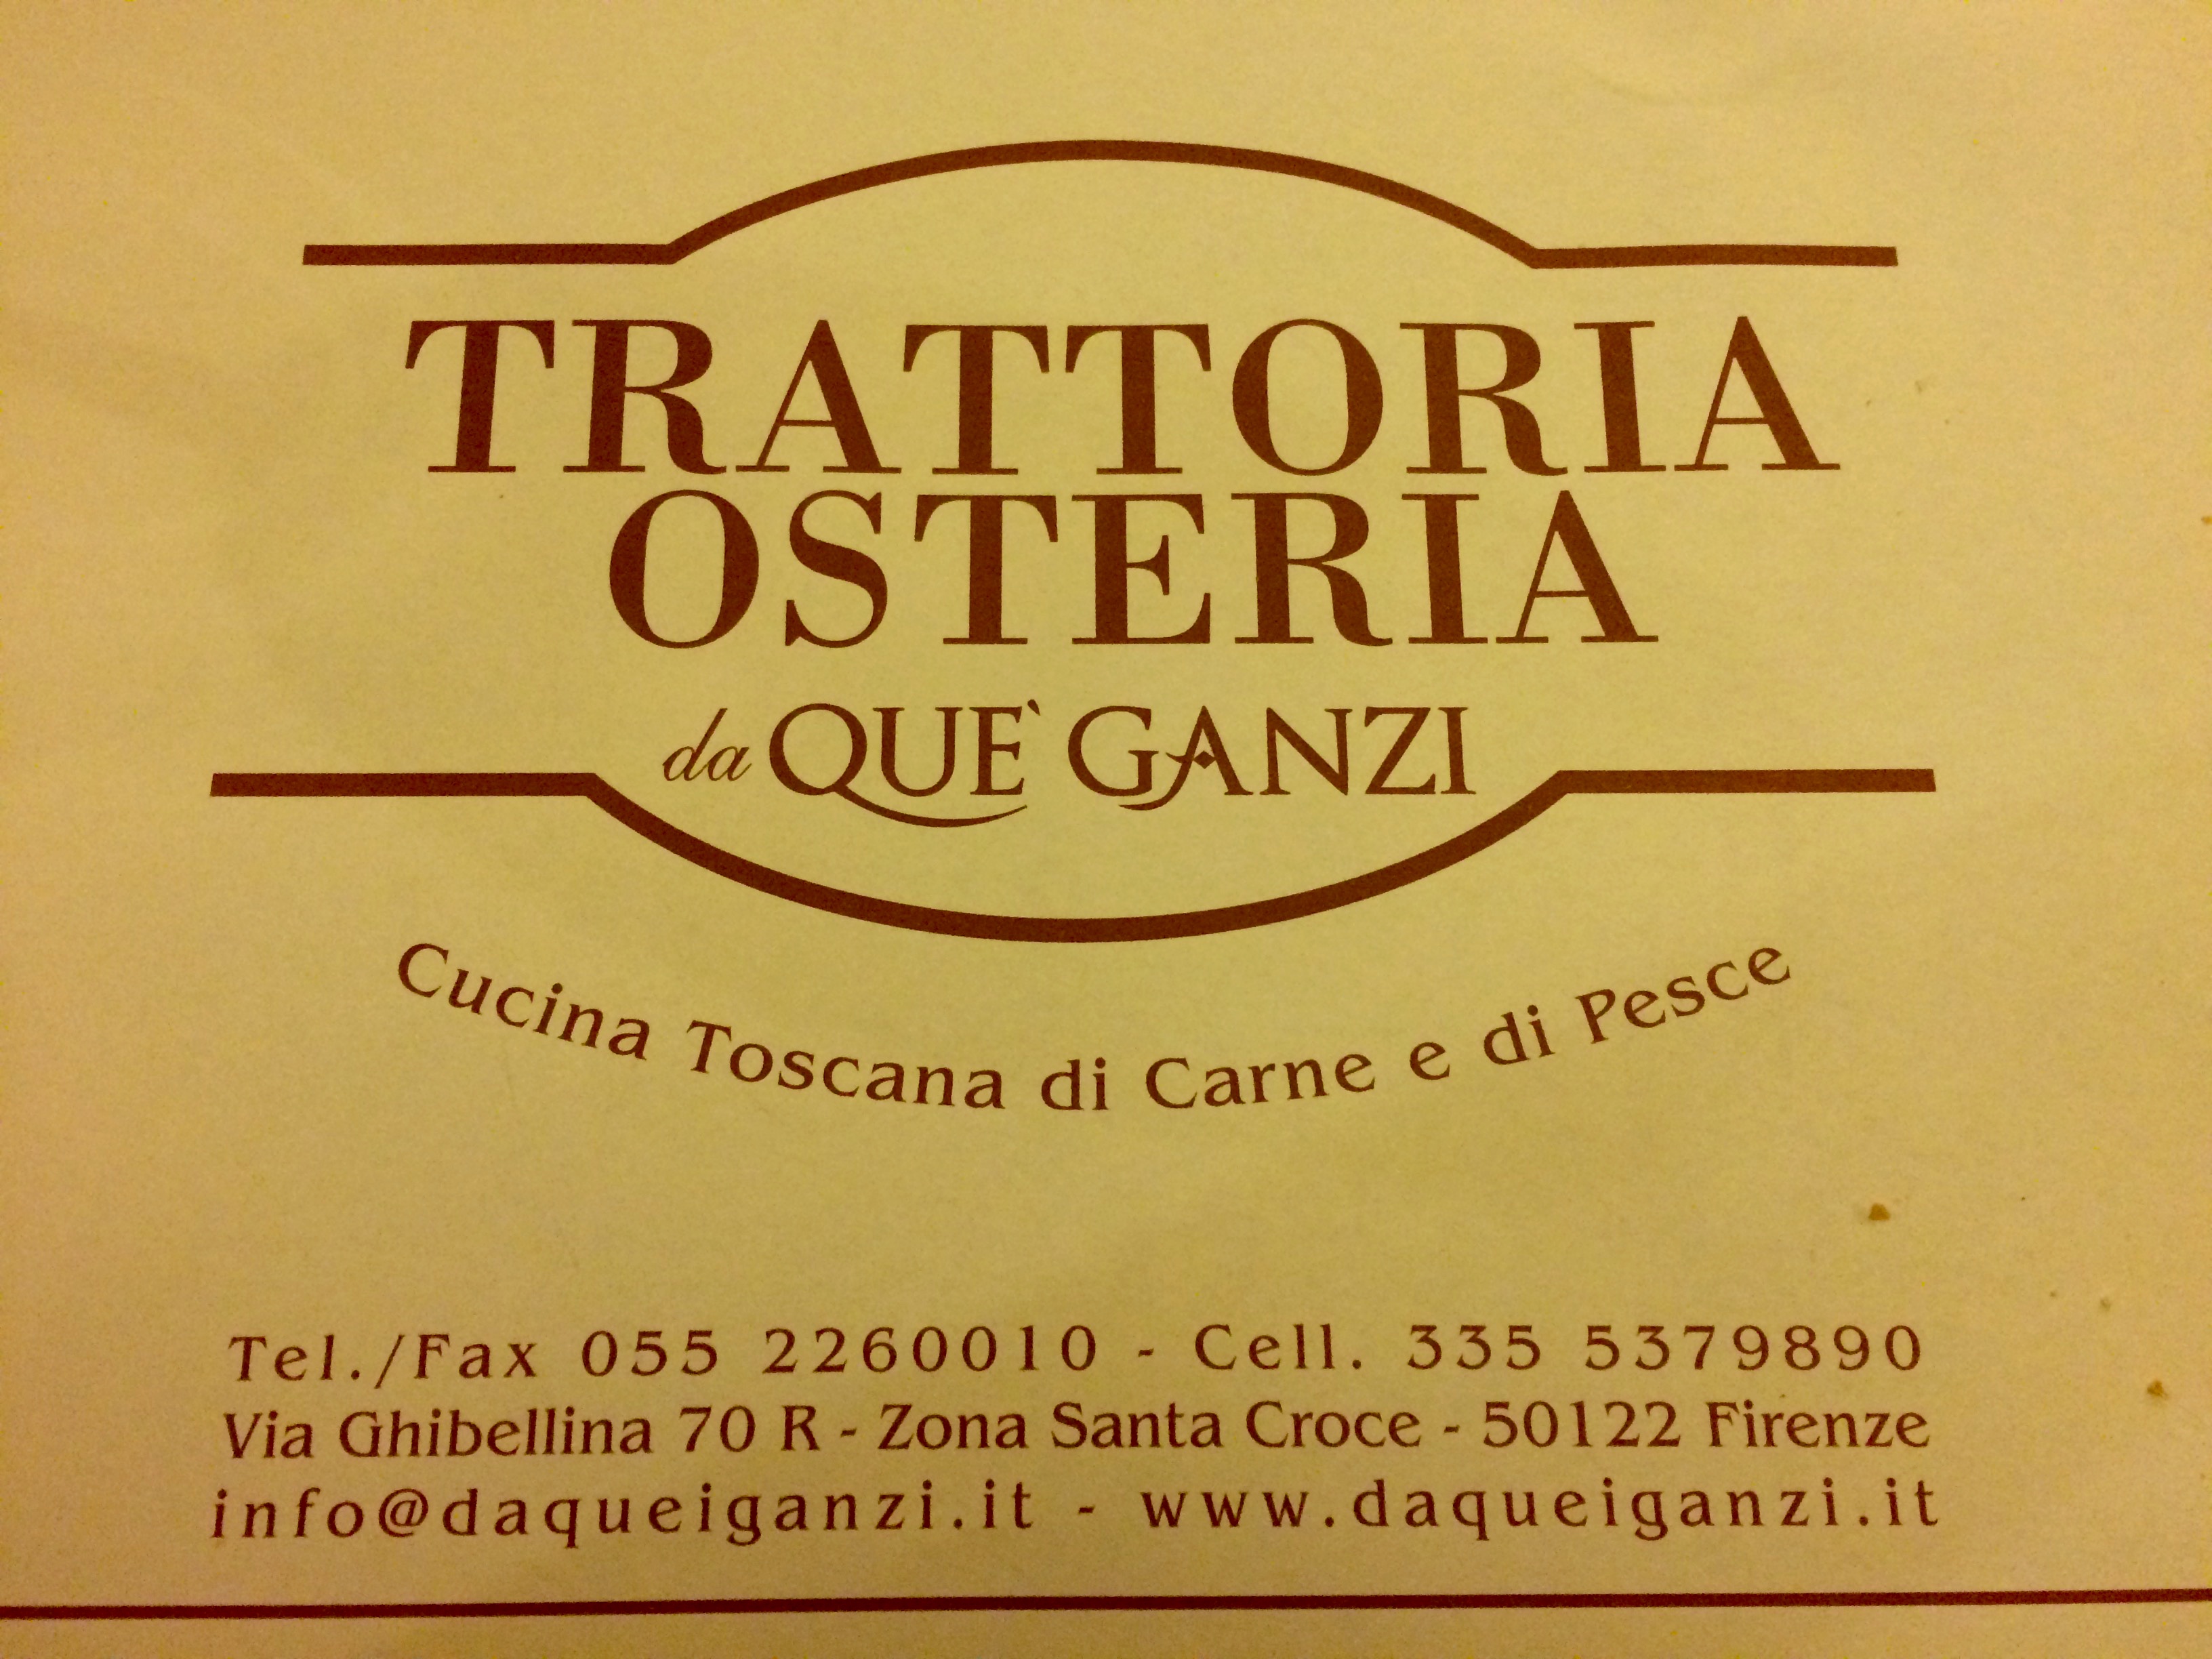 TRATTORIA
OSTERIA
da QUE` GANZI
Cucina Toscana di Carne e di Pesce
Tel./Fax 055 2260010 - Cell. 335 5379890
Via Ghibellina 70 R - Zona Santa Croce - 50122 Firenze
info@daqueiganzi.it - www.daqueiganzi.it